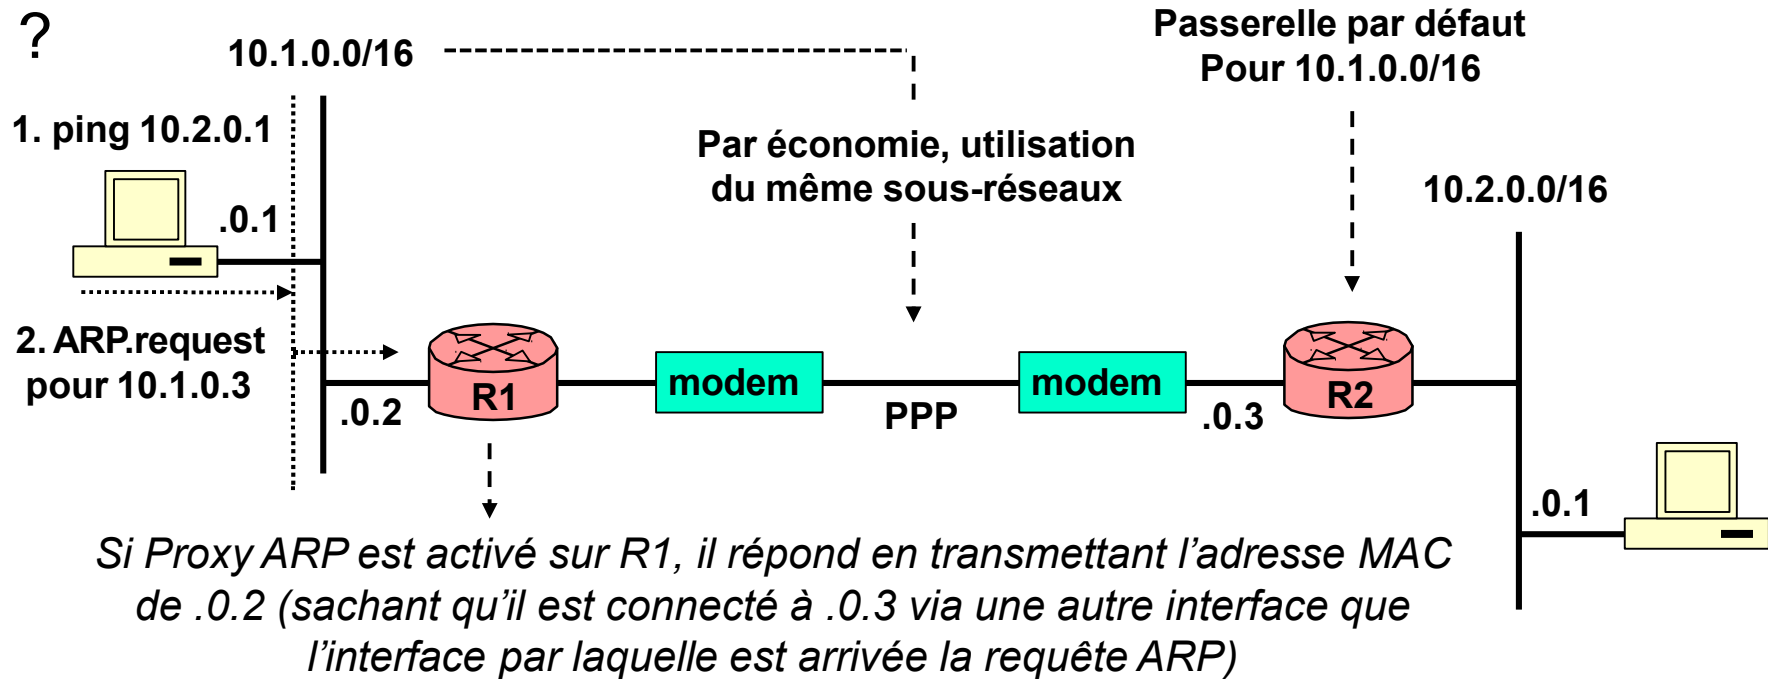 ?
10.1.0.0/16
Passerelle par défaut
Pour 10.1.0.0/16
1. ping 10.2.0.1
Par économie, utilisation
du même sous-réseaux
10.2.0.0/16
.0.1
2. ARP.request
pour 10.1.0.3
.0.2
R1
modem
PPP
modem
.0.3
R2
.0.1
Si Proxy ARP est activé sur R1, il répond en transmettant l’adresse MAC
de .0.2 (sachant qu’il est connecté à .0.3 via une autre interface que
l’interface par laquelle est arrivée la requête ARP)